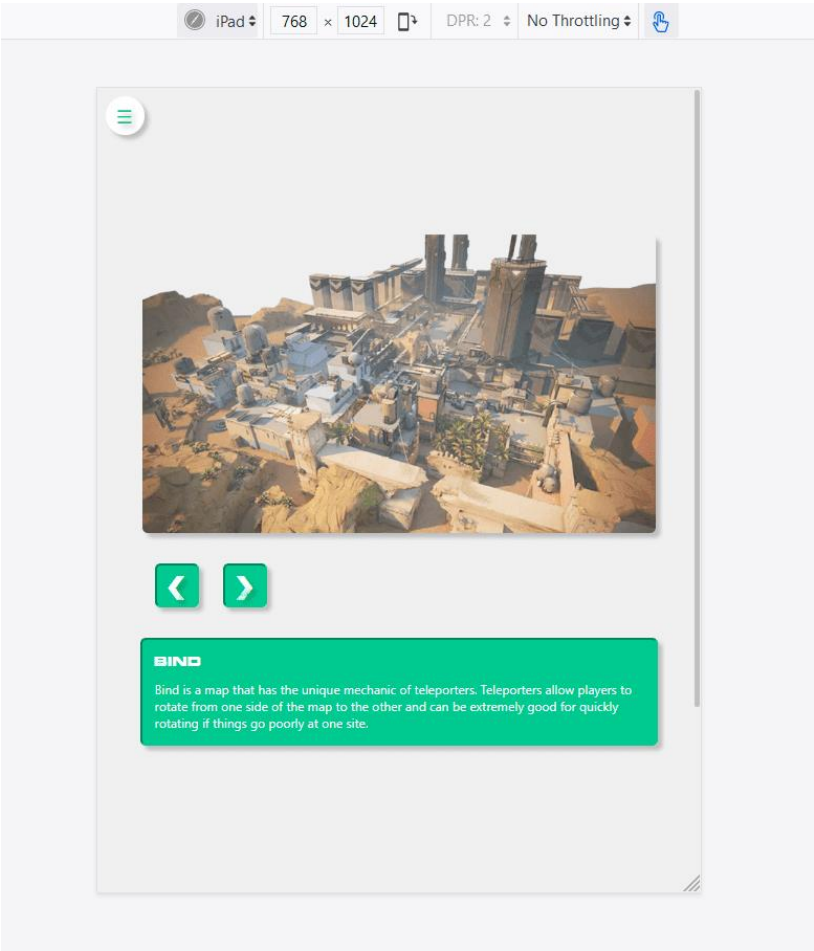 iPad 768 × 1024 DPR: 2 No Throttling
BIND
Bind is a map that has the unique mechanic of teleporters. Teleporters allow players to
rotate from one side of the map to the other and can be extremely good for quickly
rotating if things go poorly at one site.